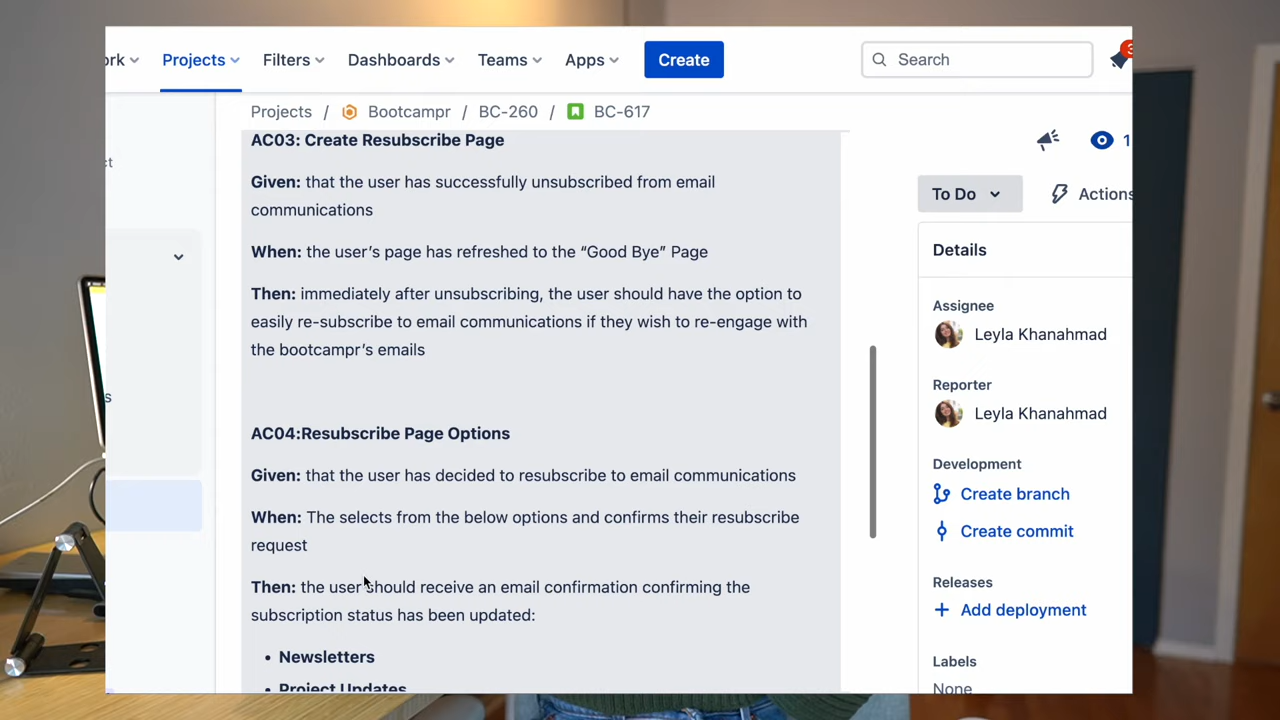 Projects
Filters
Dashboards
Teams
Apps
Create
Search
3
Projects / Bootcampr / BC-260 / BC-617
1
AC03: Create Resubscribe Page
Given: that the user has successfully unsubscribed from email
communications
When: the user’s page has refreshed to the “Good Bye” Page
Then: immediately after unsubscribing, the user should have the option to
easily re-subscribe to email communications if they wish to re-engage with
the bootcampr’s emails
AC04:Resubscribe Page Options
Given: that the user has decided to resubscribe to email communications
When: The selects from the below options and confirms their resubscribe
request
Then: the user should receive an email confirmation confirming the
subscription status has been updated:
• Newsletters
• Project Updates
To Do
Actions
Details
Assignee
Leyla Khanahmad
Reporter
Leyla Khanahmad
Development
Create branch
Create commit
Releases
+ Add deployment
Labels
None